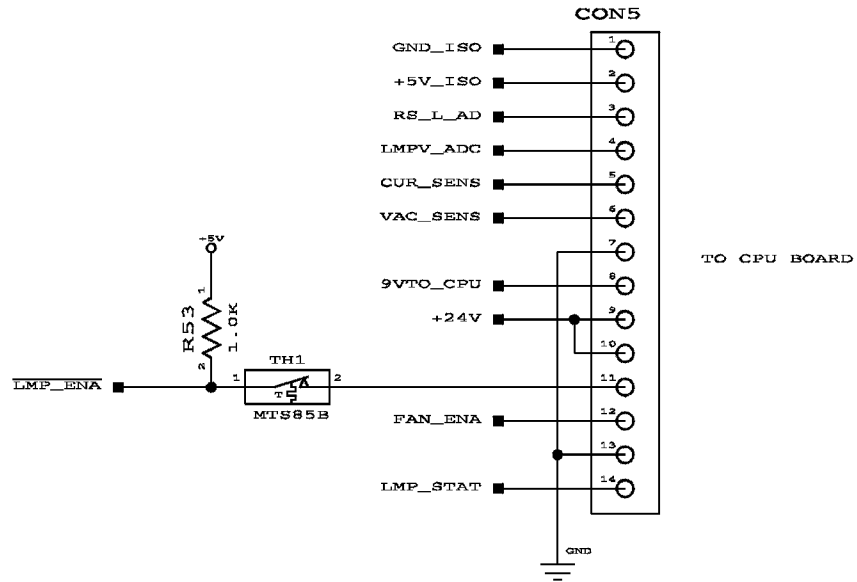 CON5
GND_ISO 1
+5V_ISO 2
RS_L_AD 3
LMPV_ADC 4
CUR_SENS 5
VAC_SENS 6
7
TO CPU BOARD
9VTO_CPU 8
+24V 9
10
+5V
1
R53
1.0K
2
TH1
LMP_ENA 1 T 2 11
MTS85B
FAN_ENA 12
13
LMP_STAT 14
GND